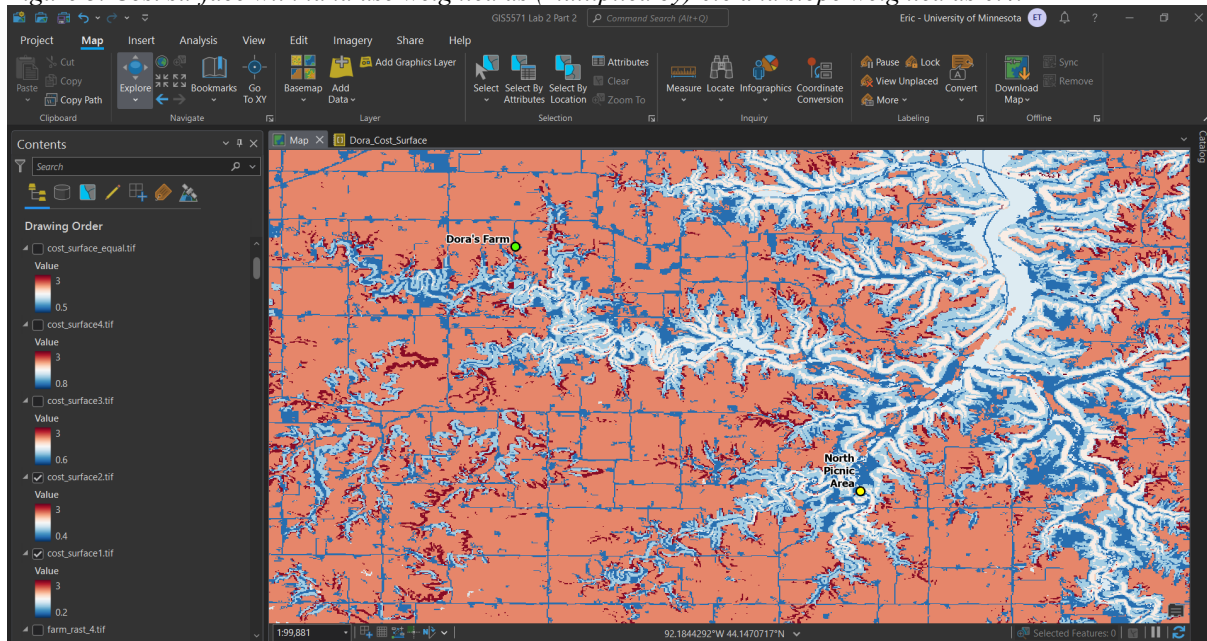 GIS5571 Lab 2 Part 2
Command Search (Alt+Q)
Eric - University of Minnesota
ET
?
Project Map Insert Analysis View Edit Imagery Share Help
Cut
Copy
Paste
Copy Path
Clipboard
Explore
Bookmarks
Go To XY
Navigate
Basemap
Add Data
Add Graphics Layer
Layer
Select
Select By Attributes
Select By Location
Attributes
Clear
Zoom To
Selection
Measure
Locate
Infographics
Coordinate Conversion
Inquiry
Pause
Lock
View Unplaced
More
Convert
Labeling
Download Map
Sync
Remove
Offline
Contents
Search
Drawing Order
cost_surface_equal.tif
Value
3
0.5
cost_surface4.tif
Value
3
0.8
cost_surface3.tif
Value
3
0.6
cost_surface2.tif
Value
3
0.4
cost_surface1.tif
Value
3
0.2
farm_rast_4.tif
Map
Dora_Cost_Surface
Catalog
Dora's Farm
North
Picnic
Area
1:99,881
92.1844292°W 44.1470717°N
Selected Features: 0